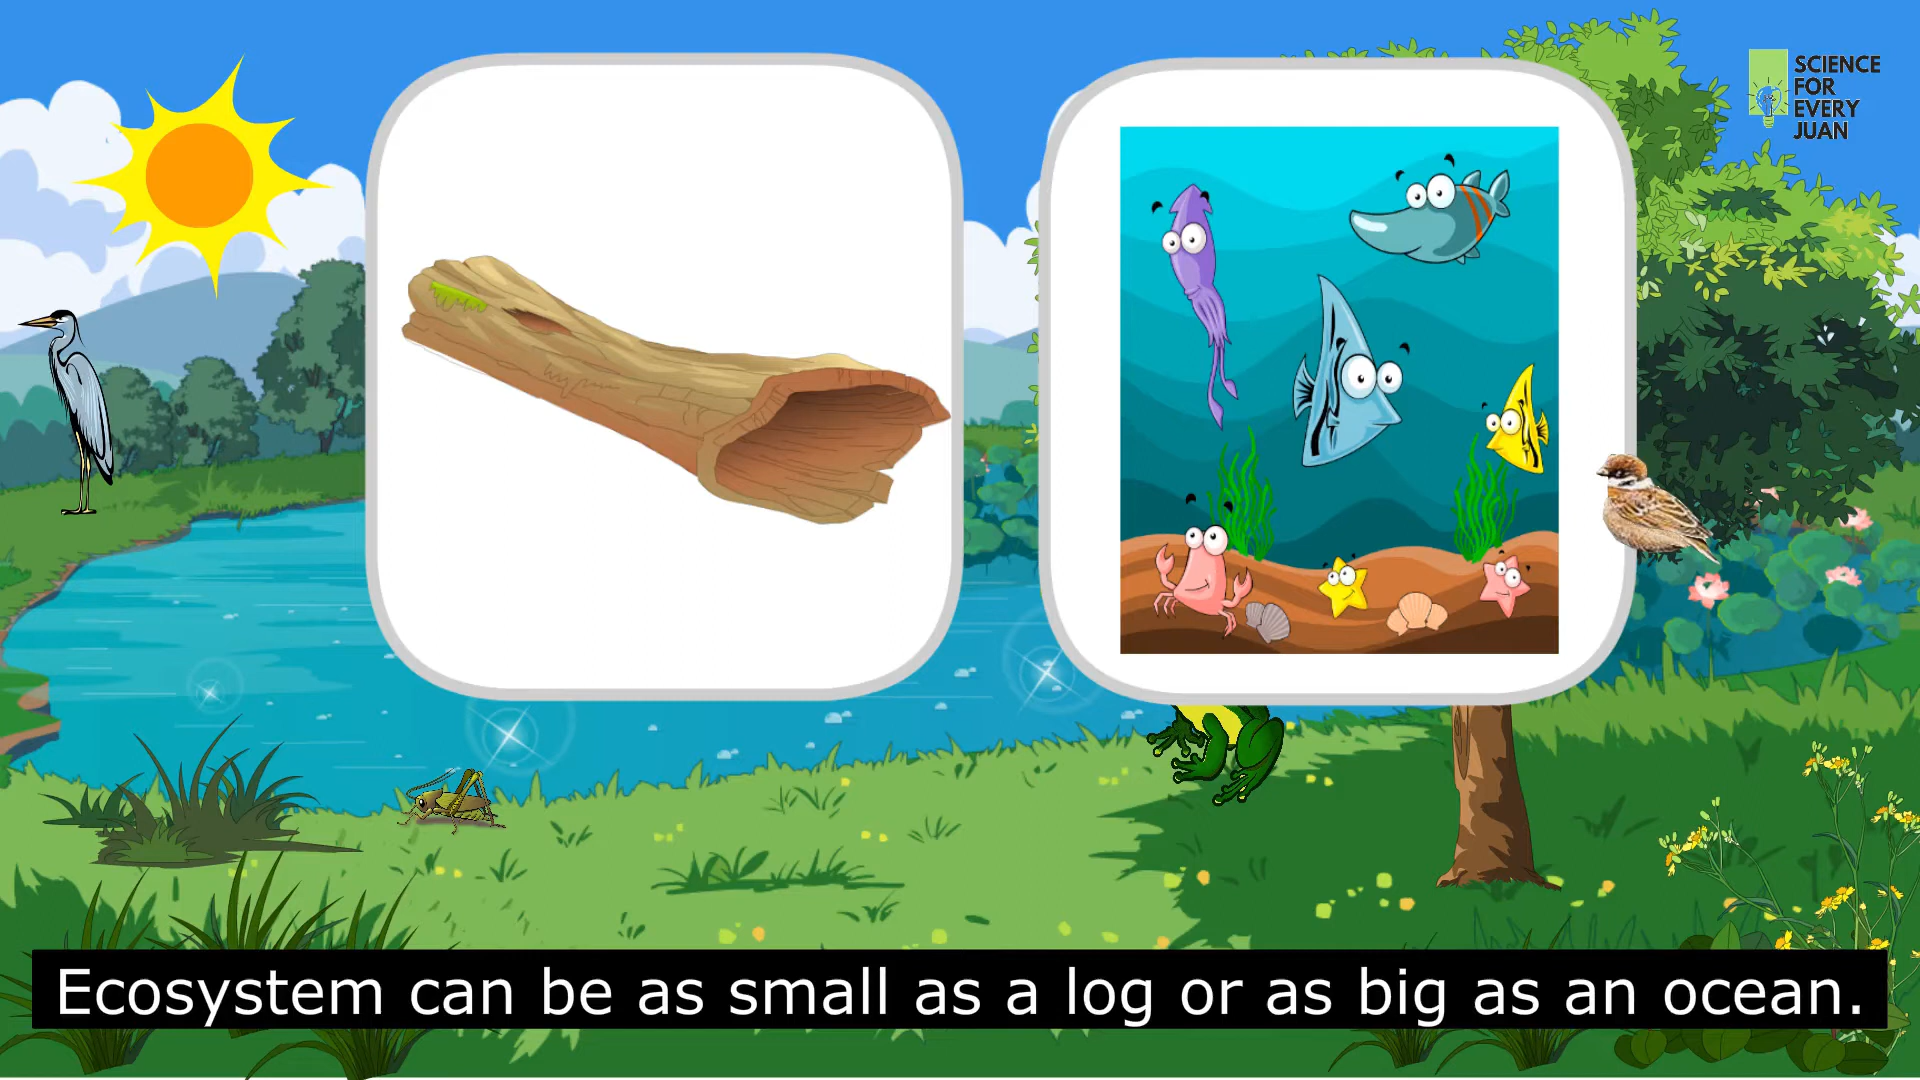 SCIENCE
FOR
EVERY
JUAN
Ecosystem can be as small as a log or as big as an ocean.